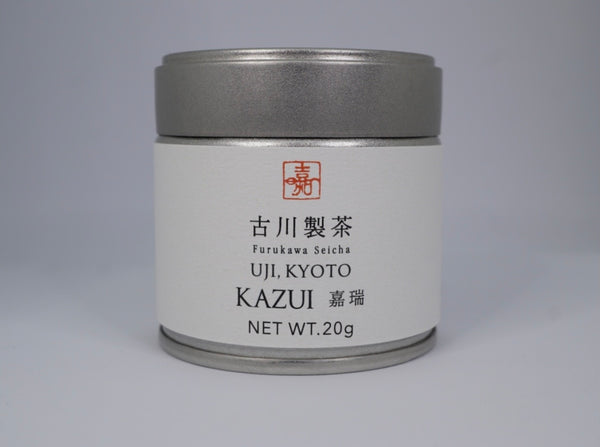 嘉
古川製茶
Furukawa Seicha
UJI, KYOTO
KAZUI 嘉瑞
NET WT.20g